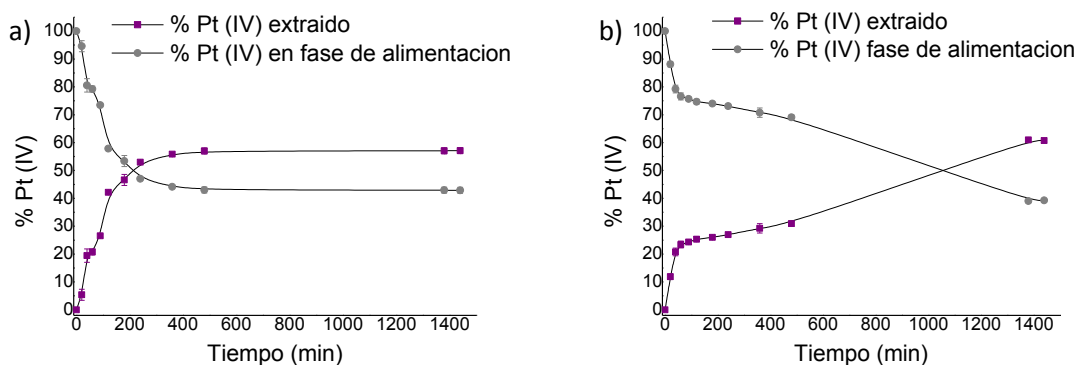 a)
% Pt (IV) extraido
% Pt (IV) en fase de alimentacion
% Pt (IV)
100
90
80
70
60
50
40
30
20
10
0
0 200 400 600 800 1000 1200 1400
Tiempo (min)
b)
% Pt (IV) extraido
% Pt (IV) fase de alimentacion
% Pt (IV)
100
90
80
70
60
50
40
30
20
10
0
0 200 400 600 800 1000 1200 1400
Tiempo (min)